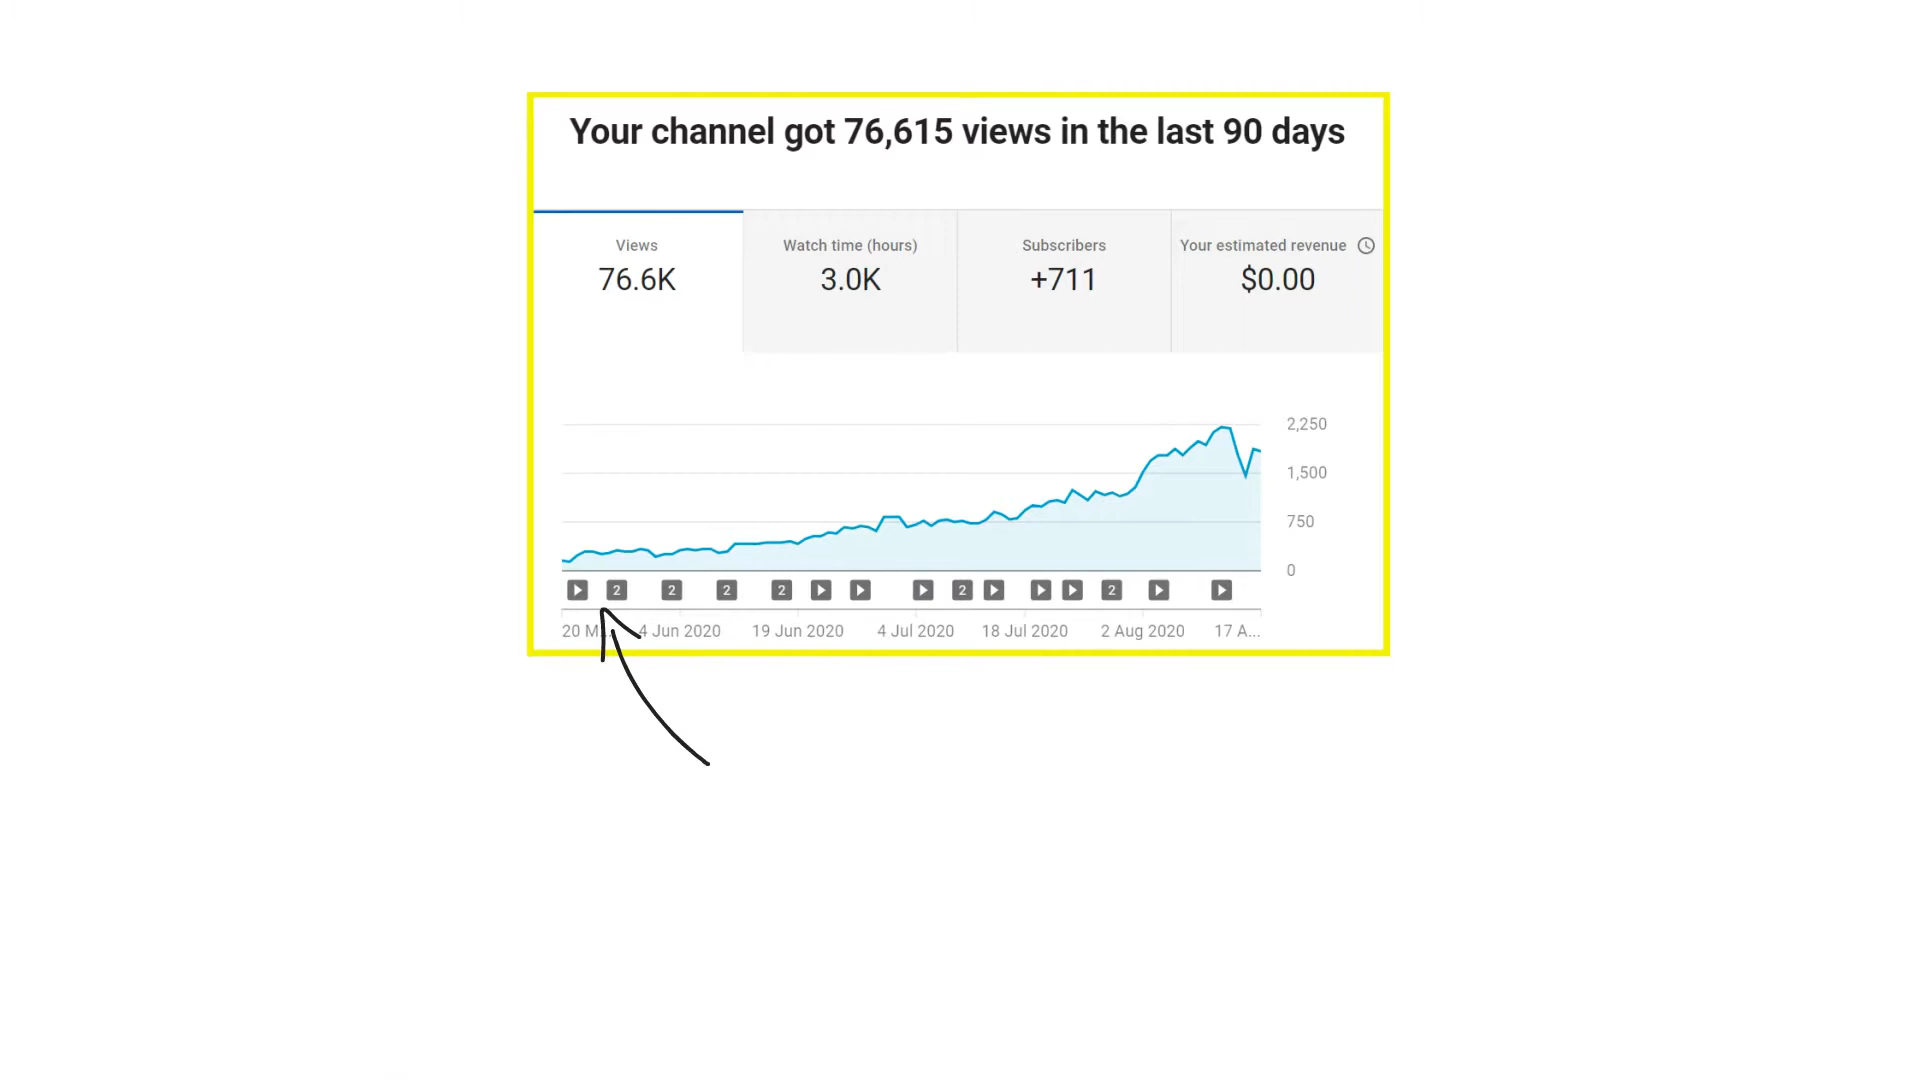 Your channel got 76,615 views in the last 90 days
Views
76.6K
Watch time (hours)
3.0K
Subscribers
+711
Your estimated revenue
$0.00
2,250
1,500
750
0
2 2 2 2 2 2
20 M... 4 Jun 2020 19 Jun 2020 4 Jul 2020 18 Jul 2020 2 Aug 2020 17 A...